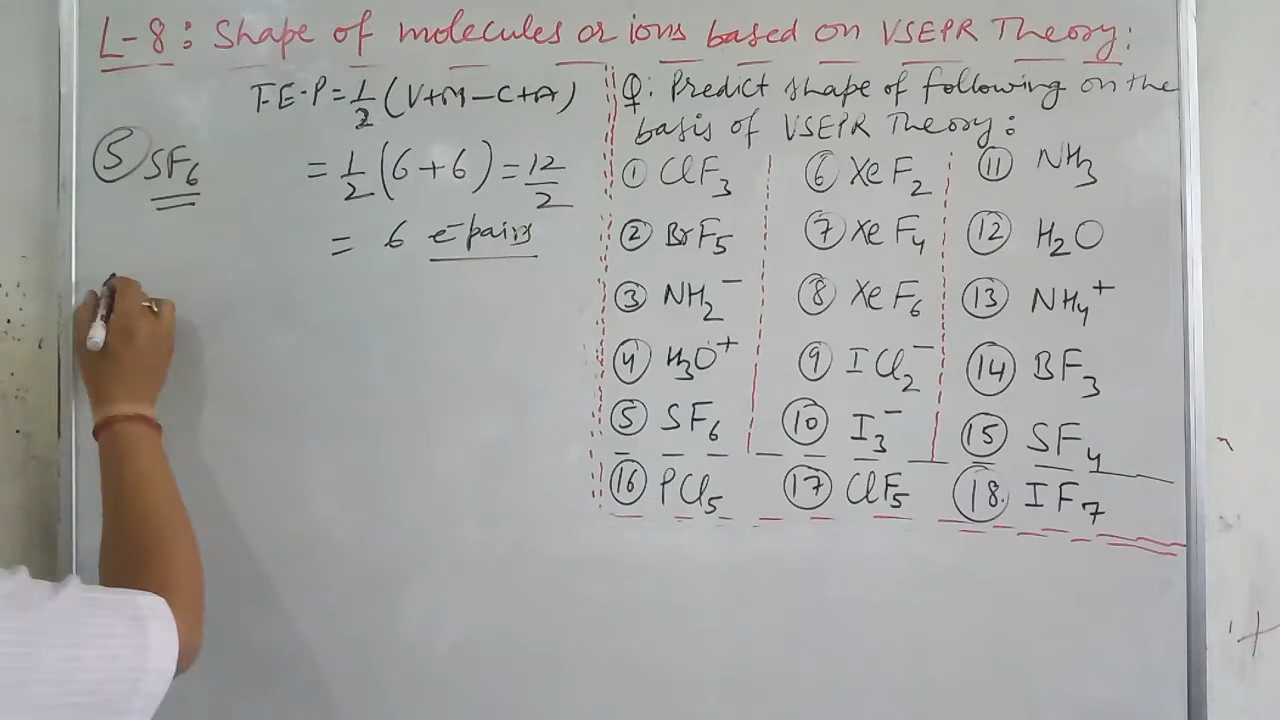 L-8: Shape of molecules or ions based on VSEPR Theory:
T.E.P = 1/2 (V+M-C+A)
⑤ SF₆ = 1/2 (6+6) = 12/2
= 6 e⁻pairs
Q: Predict shape of following on the
basis of VSEPR Theory:
① ClF₃ ⑥ XeF₂ ⑪ NH₃
② BrF₅ ⑦ XeF₄ ⑫ H₂O
③ NH₂⁻ ⑧ XeF₆ ⑬ NH₄⁺
④ H₃O⁺ ⑨ ICl₂⁻ ⑭ BF₃
⑤ SF₆ ⑩ I₃⁻ ⑮ SF₄
⑯ PCl₅ ⑰ ClF₅ ⑱ IF₇